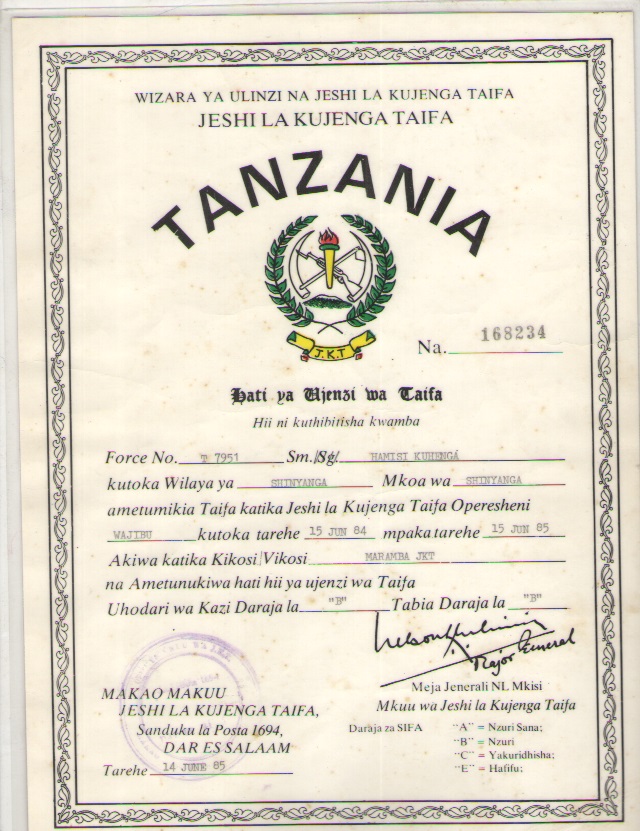 WIZARA YA ULINZI NA JESHI LA KUJENGA TAIFA
JESHI LA KUJENGA TAIFA
TANZANIA
J.K.T
Na. 168234
Hati ya Ujenzi wa Taifa
Hii ni kuthibitisha kwamba
Force No. T 7951 Sm./Sg/ HAMISI KUHENGA
kutoka Wilaya ya SHINYANGA Mkoa wa SHINYANGA
ametumikia Taifa katika Jeshi la Kujenga Taifa Operesheni
WAJIBU kutoka tarehe 15 JUN 84 mpaka tarehe 15 JUN 85
Akiwa katika Kikosi/Vikosi MARAMBA JKT
na Ametunukiwa hati hii ya ujenzi wa Taifa
Uhodari wa Kazi Daraja la "B" Tabia Daraja la "B"
Major General
MAKAO MAKUU
JESHI LA KUJENGA TAIFA,
Sanduku la Posta 1694,
DAR ES SALAAM
Tarehe 14 JUNE 85
Meja Jenerali NL Mkisi
Mkuu wa Jeshi la Kujenga Taifa
Daraja za SIFA "A" = Nzuri Sana;
"B" = Nzuri
"C" = Yakuridhisha;
"E" = Hafifu;